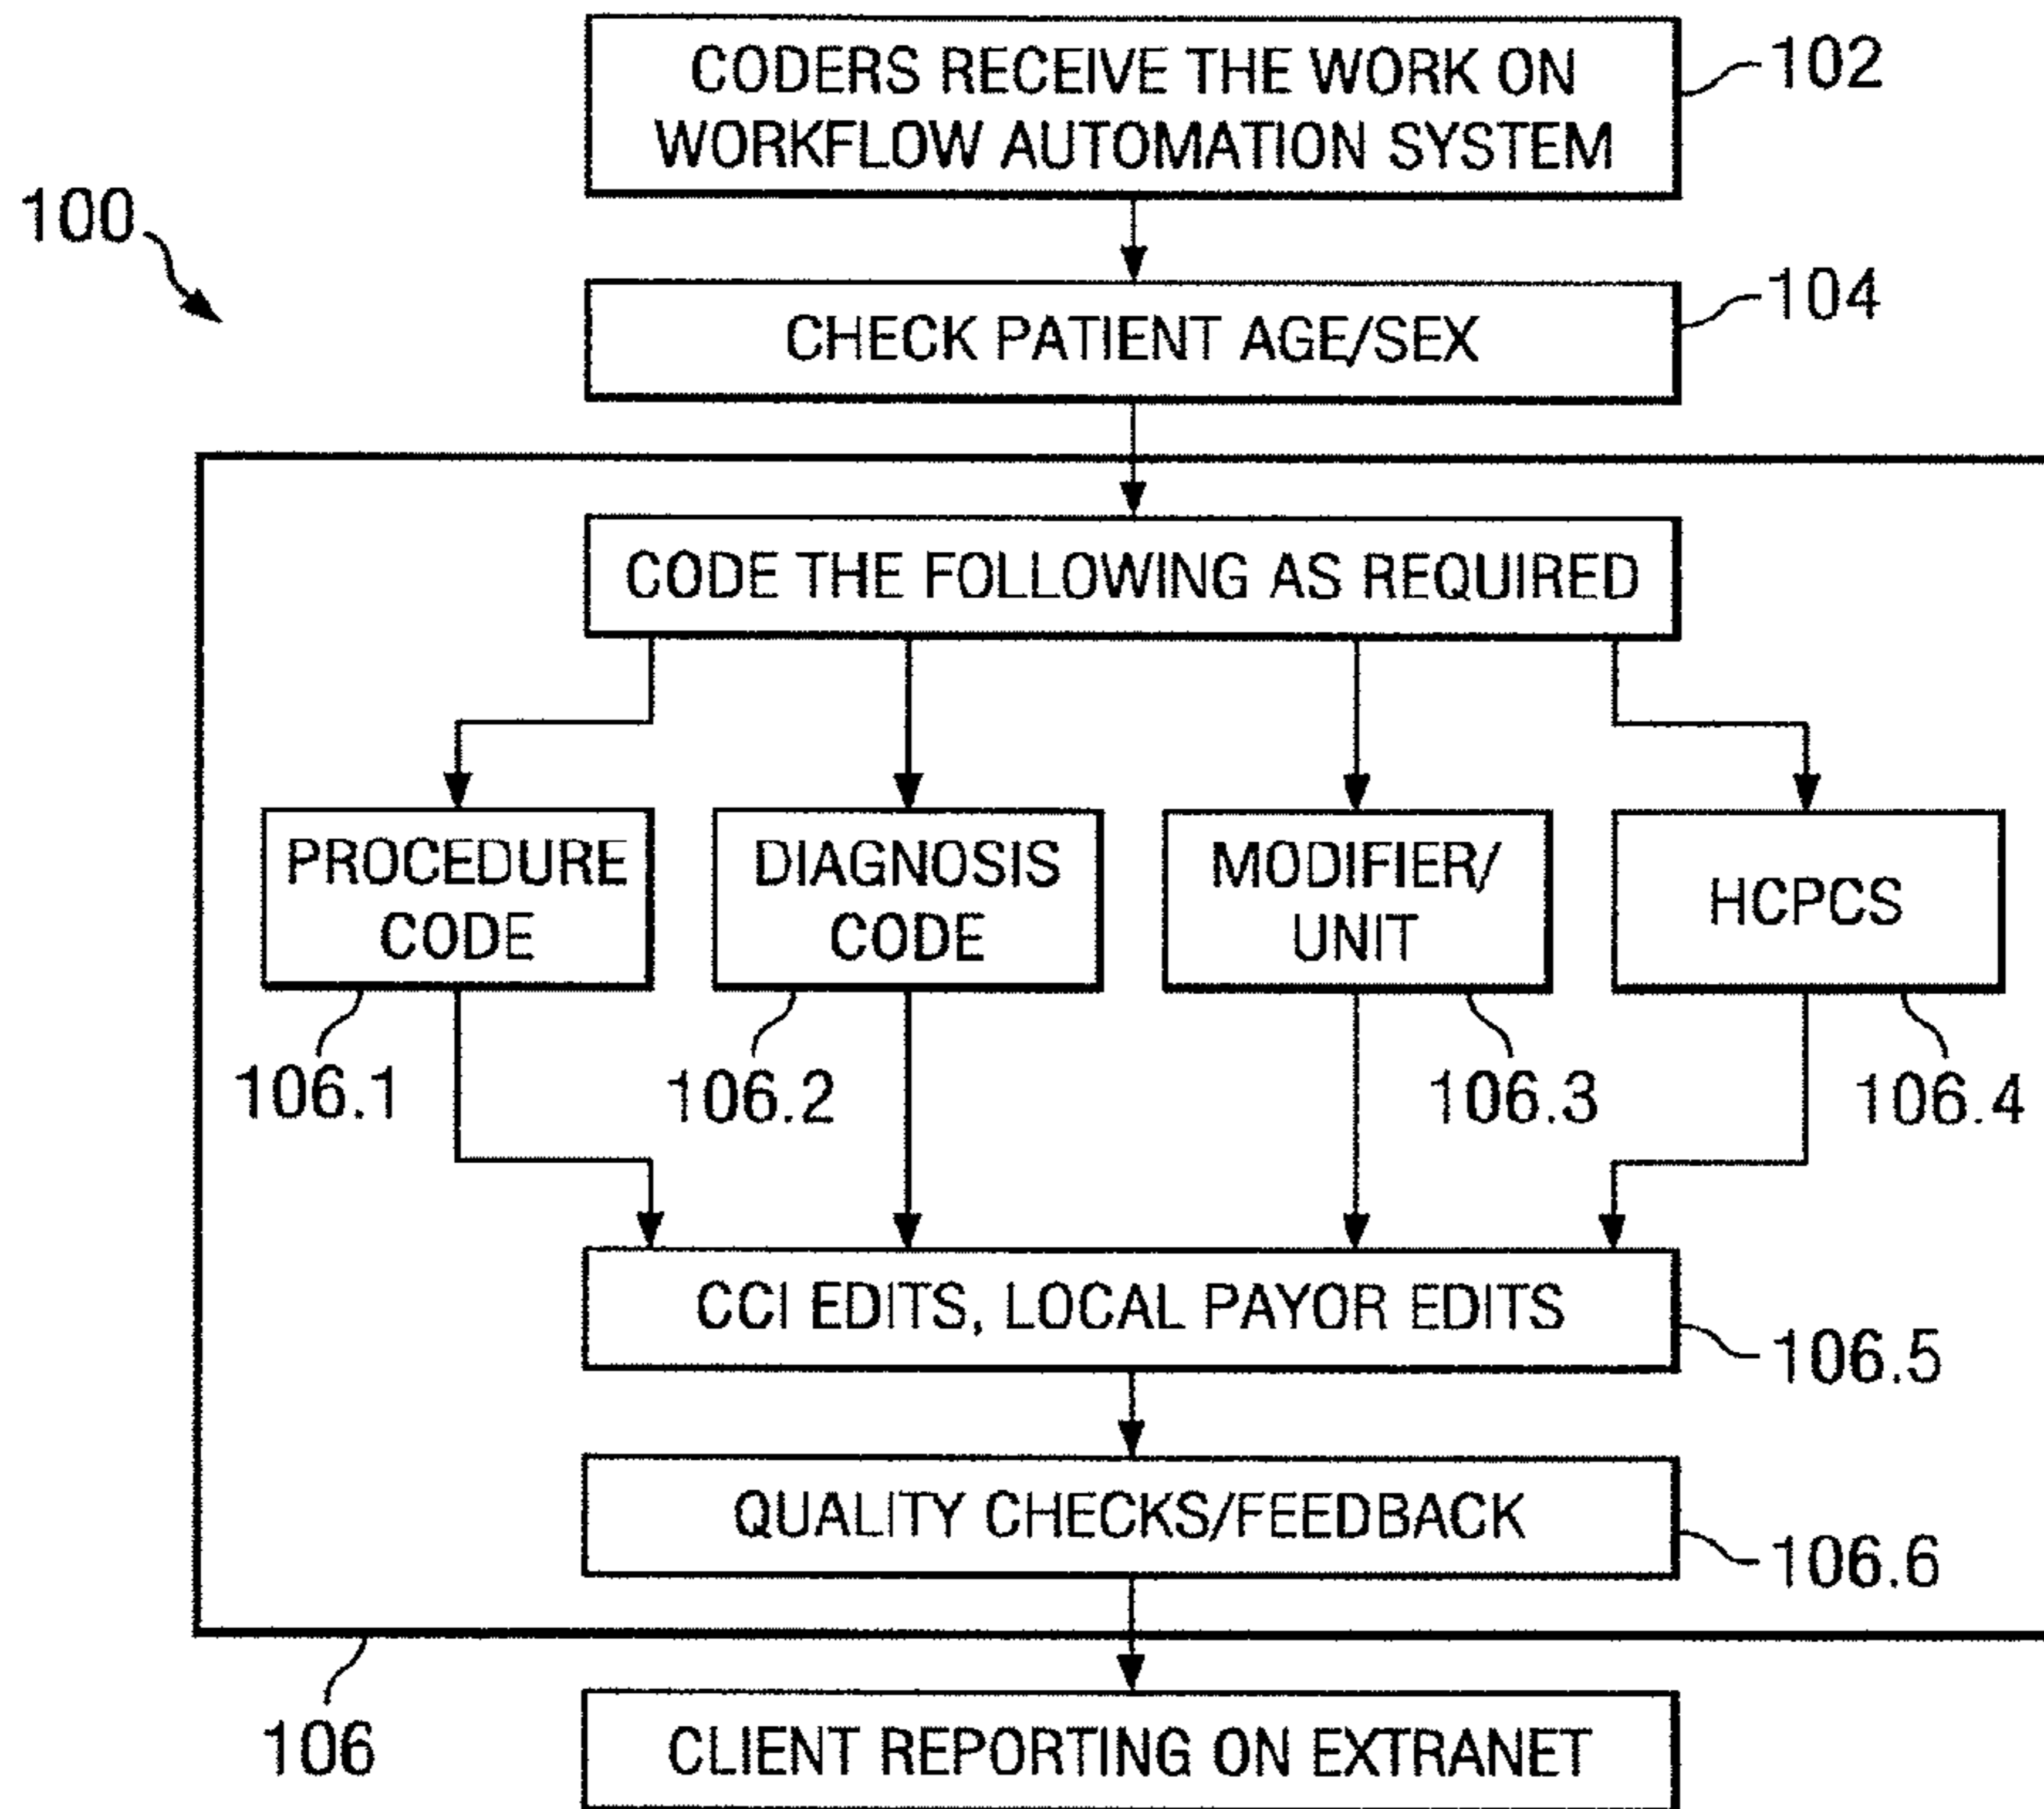 CODERS RECEIVE THE WORK ON
WORKFLOW AUTOMATION SYSTEM
102
100
CHECK PATIENT AGE/SEX
104
CODE THE FOLLOWING AS REQUIRED
PROCEDURE
CODE
DIAGNOSIS
CODE
MODIFIER/
UNIT
HCPCS
106.1
106.2
106.3
106.4
CCI EDITS, LOCAL PAYOR EDITS
106.5
QUALITY CHECKS/FEEDBACK
106.6
106
CLIENT REPORTING ON EXTRANET